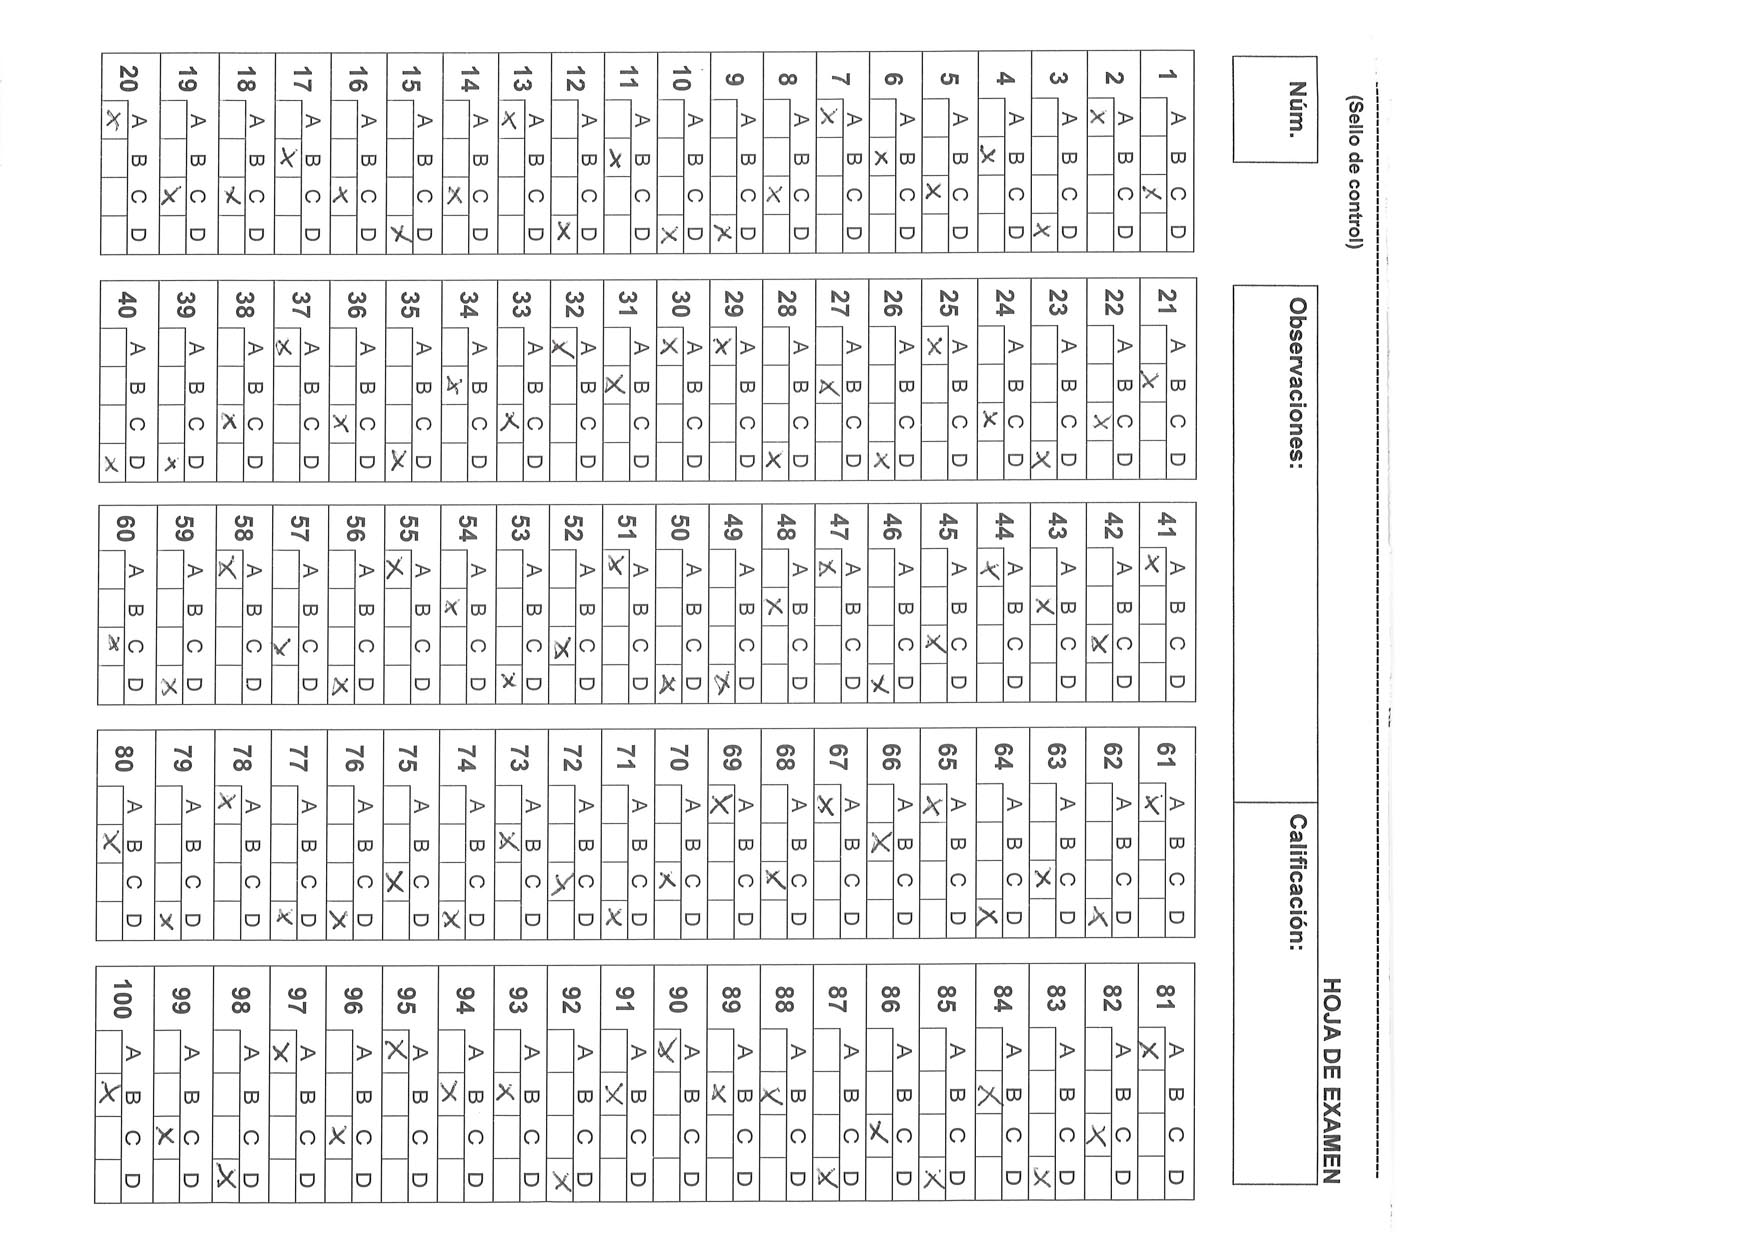 (Sello de control)
HOJA DE EXAMEN
Núm. Observaciones: Calificación:
1 A B C D 21 A B C D 41 A B C D 61 A B C D 81 A B C D
2 A B C D 22 A B C D 42 A B C D 62 A B C D 82 A B C D
3 A B C D 23 A B C D 43 A B C D 63 A B C D 83 A B C D
4 A B C D 24 A B C D 44 A B C D 64 A B C D 84 A B C D
5 A B C D 25 A B C D 45 A B C D 65 A B C D 85 A B C D
6 A B C D 26 A B C D 46 A B C D 66 A B C D 86 A B C D
7 A B C D 27 A B C D 47 A B C D 67 A B C D 87 A B C D
8 A B C D 28 A B C D 48 A B C D 68 A B C D 88 A B C D
9 A B C D 29 A B C D 49 A B C D 69 A B C D 89 A B C D
10 A B C D 30 A B C D 50 A B C D 70 A B C D 90 A B C D
11 A B C D 31 A B C D 51 A B C D 71 A B C D 91 A B C D
12 A B C D 32 A B C D 52 A B C D 72 A B C D 92 A B C D
13 A B C D 33 A B C D 53 A B C D 73 A B C D 93 A B C D
14 A B C D 34 A B C D 54 A B C D 74 A B C D 94 A B C D
15 A B C D 35 A B C D 55 A B C D 75 A B C D 95 A B C D
16 A B C D 36 A B C D 56 A B C D 76 A B C D 96 A B C D
17 A B C D 37 A B C D 57 A B C D 77 A B C D 97 A B C D
18 A B C D 38 A B C D 58 A B C D 78 A B C D 98 A B C D
19 A B C D 39 A B C D 59 A B C D 79 A B C D 99 A B C D
20 A B C D 40 A B C D 60 A B C D 80 A B C D 100 A B C D